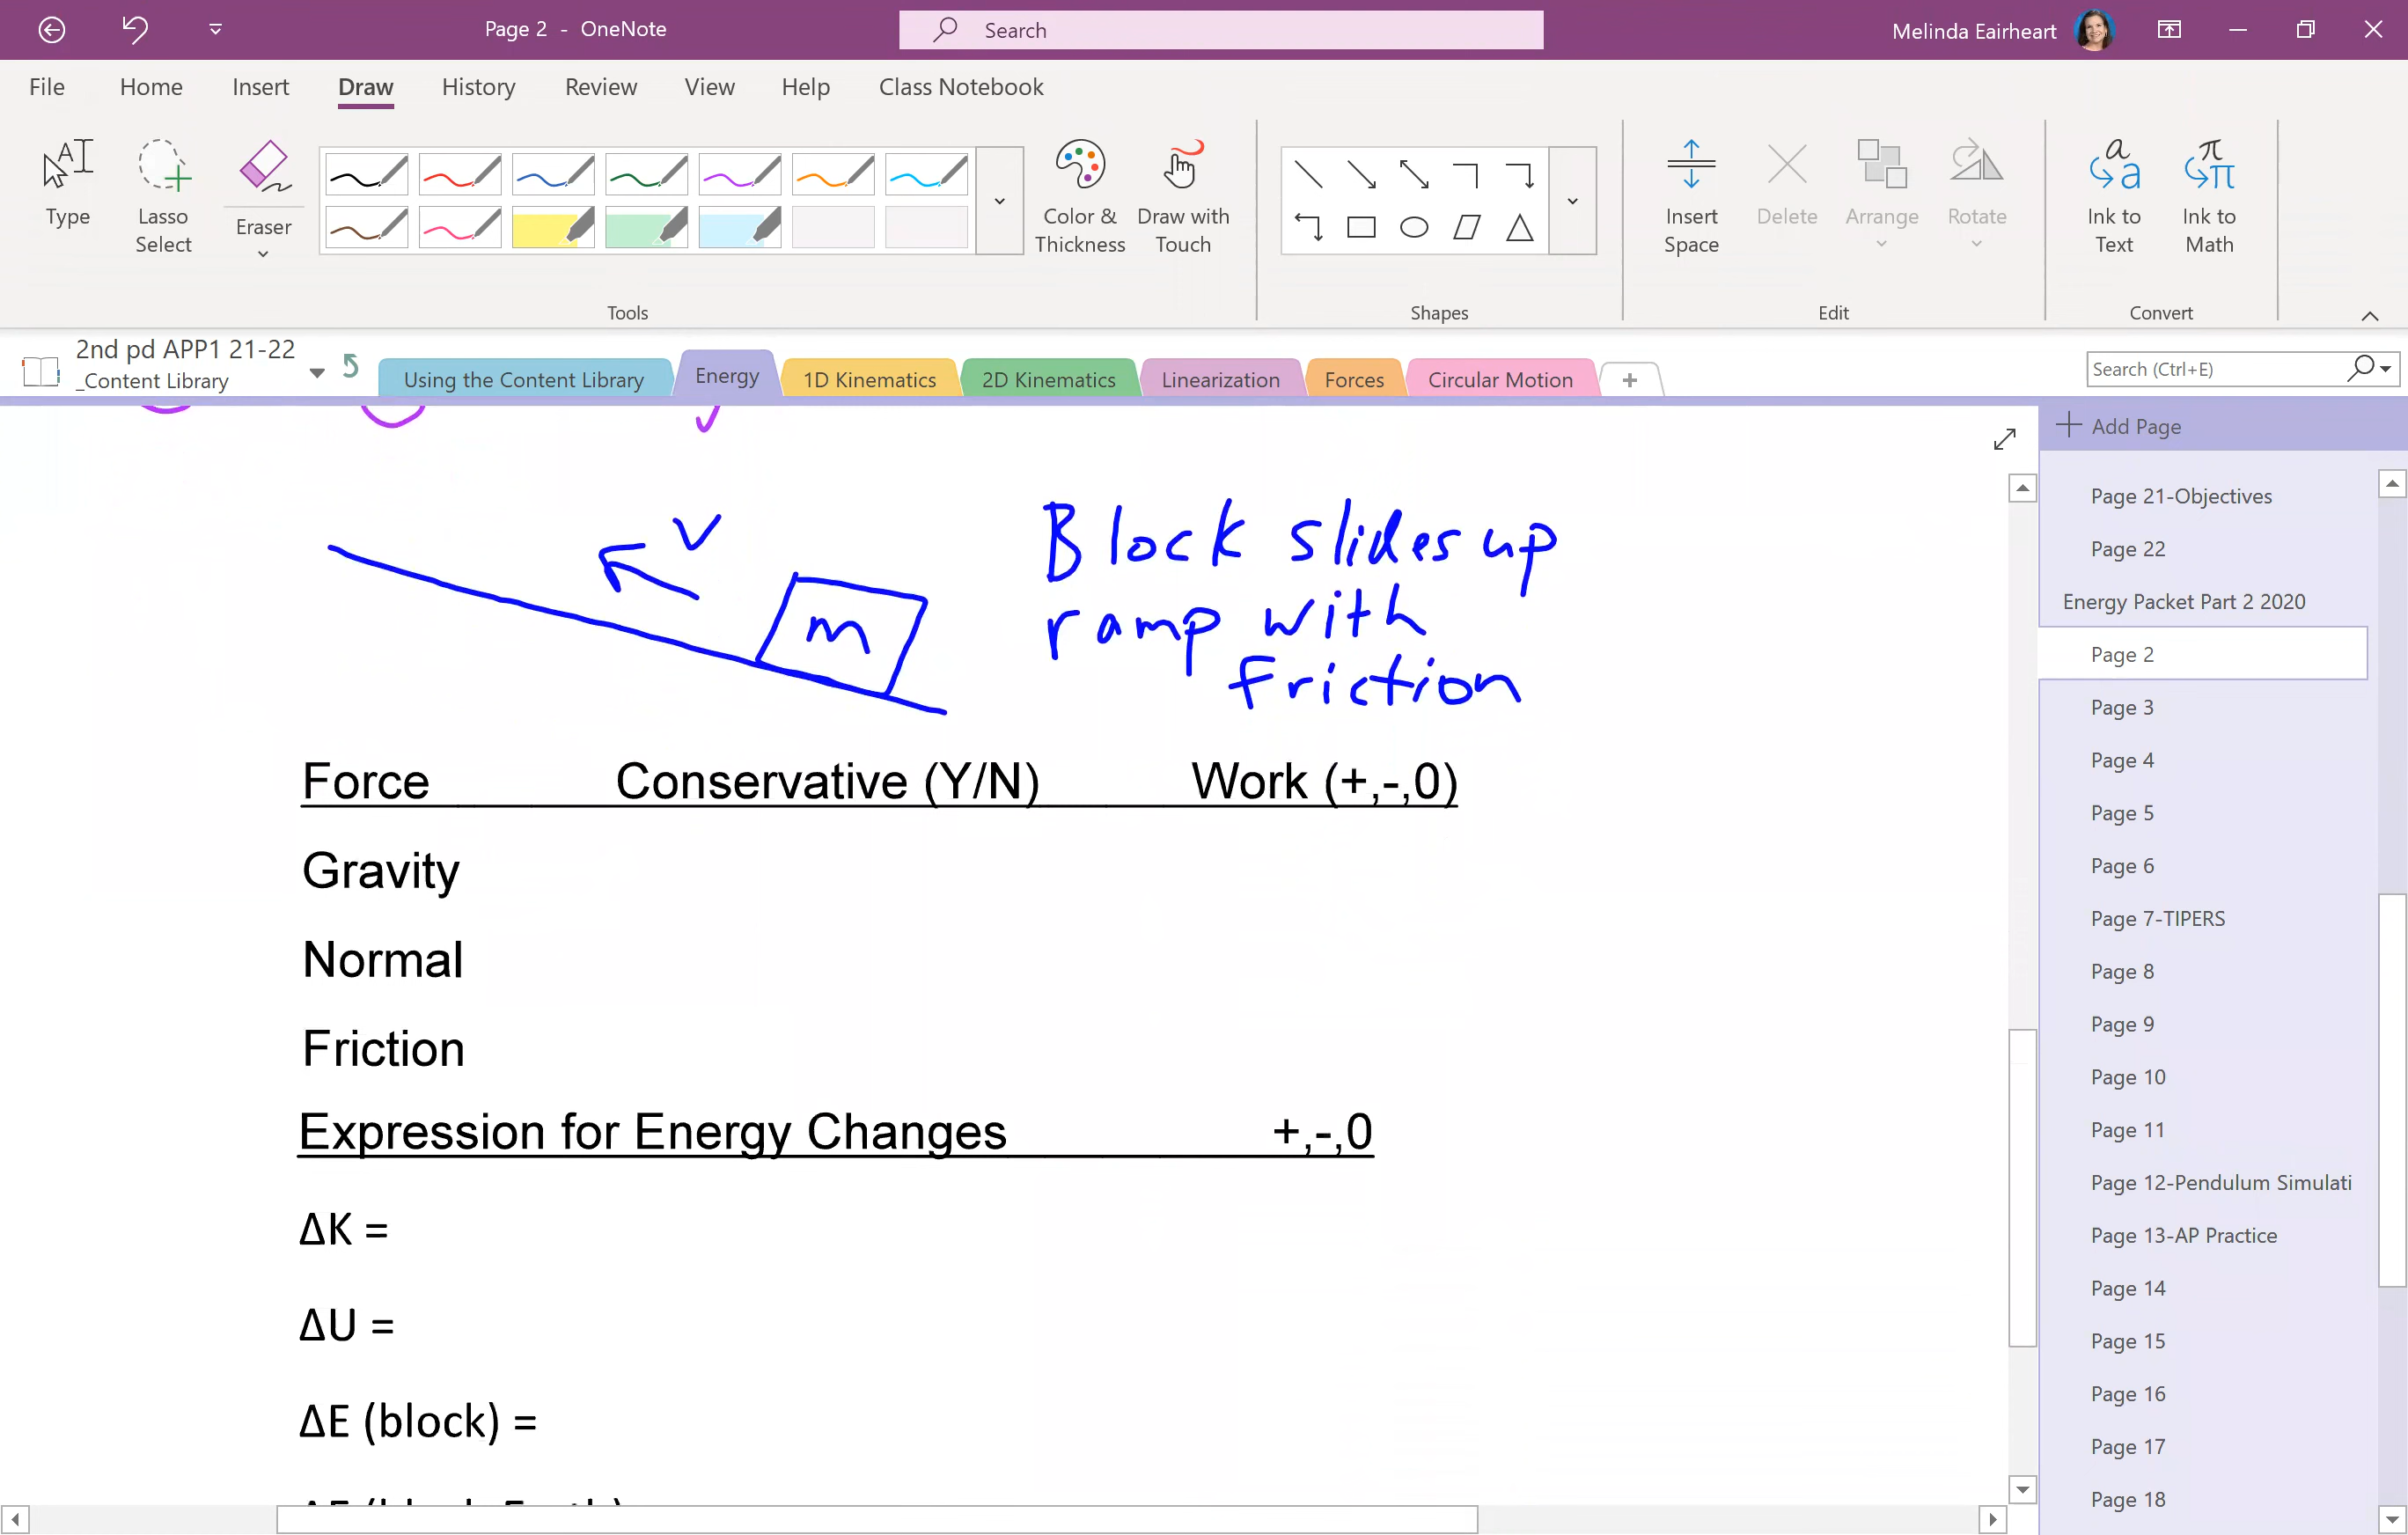 Page 2 - OneNote
Search
Melinda Eairheart
File Home Insert Draw History Review View Help Class Notebook
Type
Lasso Select
Eraser
Color & Thickness
Draw with Touch
Insert Space
Delete
Arrange
Rotate
a
a
Ink to Text
π
π
Ink to Math
Tools
Shapes
Edit
Convert
2nd pd APP1 21-22
_Content Library
Using the Content Library
Energy
1D Kinematics
2D Kinematics
Linearization
Forces
Circular Motion
+
Search (Ctrl+E)
v
m
Block slides up
ramp with
friction
Force Conservative (Y/N) Work (+,-,0)
Gravity
Normal
Friction
Expression for Energy Changes +,-,0
ΔK =
ΔU =
ΔE (block) =
Add Page
Page 21-Objectives
Page 22
Energy Packet Part 2 2020
Page 2
Page 3
Page 4
Page 5
Page 6
Page 7-TIPERS
Page 8
Page 9
Page 10
Page 11
Page 12-Pendulum Simulati
Page 13-AP Practice
Page 14
Page 15
Page 16
Page 17
Page 18